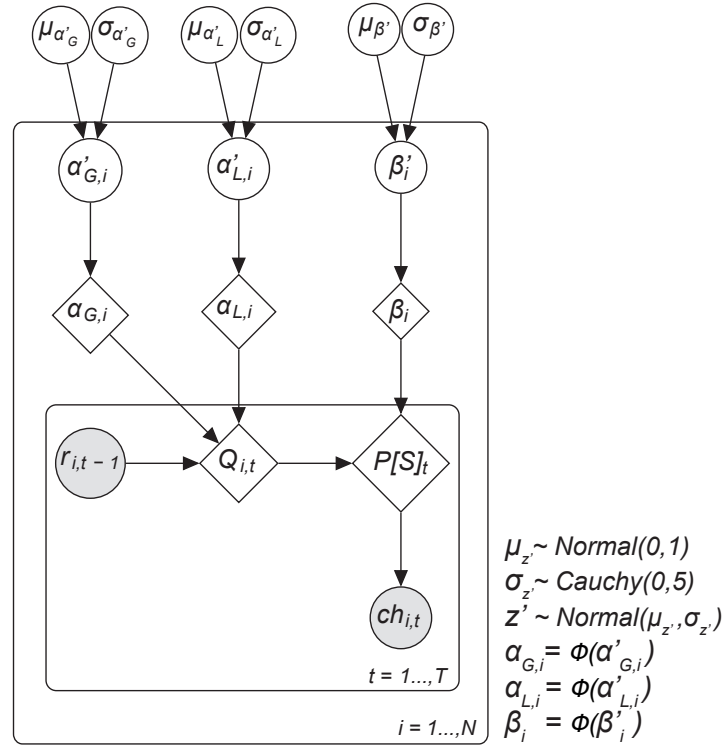 μα'G σα'G μα'L σα'L μβ' σβ'
α'G,i α'L,i β'i
αG,i αL,i βi
ri,t − 1 Qi,t P[S]t
chi,t
t = 1...,T
i = 1...,N
μz' ~ Normal(0,1)
σz' ~ Cauchy(0,5)
z' ~ Normal(μz',σz')
αG,i = Φ(α'G,i)
αL,i = Φ(α'L,i)
βi = Φ(β'i)